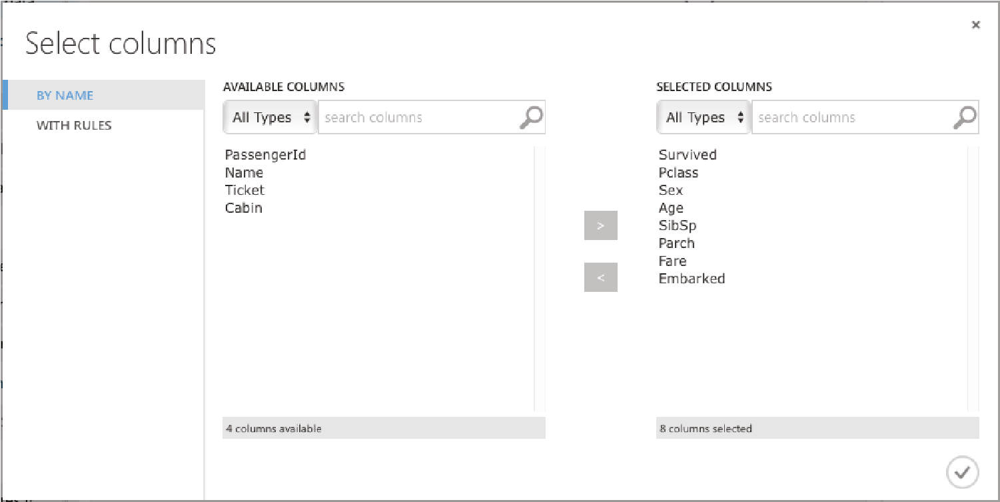 Select columns
×
BY NAME
WITH RULES
AVAILABLE COLUMNS
All Types
search columns
PassengerId
Name
Ticket
Cabin
4 columns available
>
<
SELECTED COLUMNS
All Types
search columns
Survived
Pclass
Sex
Age
SibSp
Parch
Fare
Embarked
8 columns selected